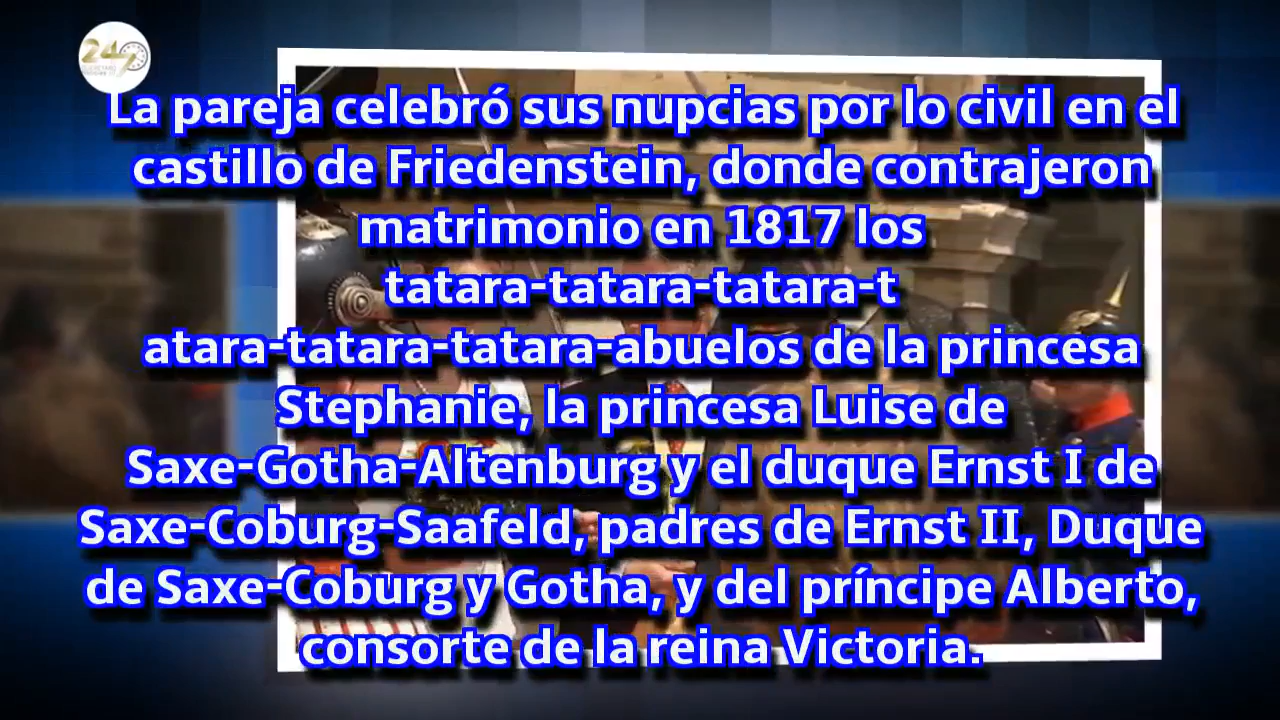 24/7
La pareja celebró sus nupcias por lo civil en el
castillo de Friedenstein, donde contrajeron
matrimonio en 1817 los
tatara-tatara-tatara-t
atara-tatara-tatara-abuelos de la princesa
Stephanie, la princesa Luise de
Saxe-Gotha-Altenburg y el duque Ernst I de
Saxe-Coburg-Saafeld, padres de Ernst II, Duque
de Saxe-Coburg y Gotha, y del príncipe Alberto,
consorte de la reina Victoria.